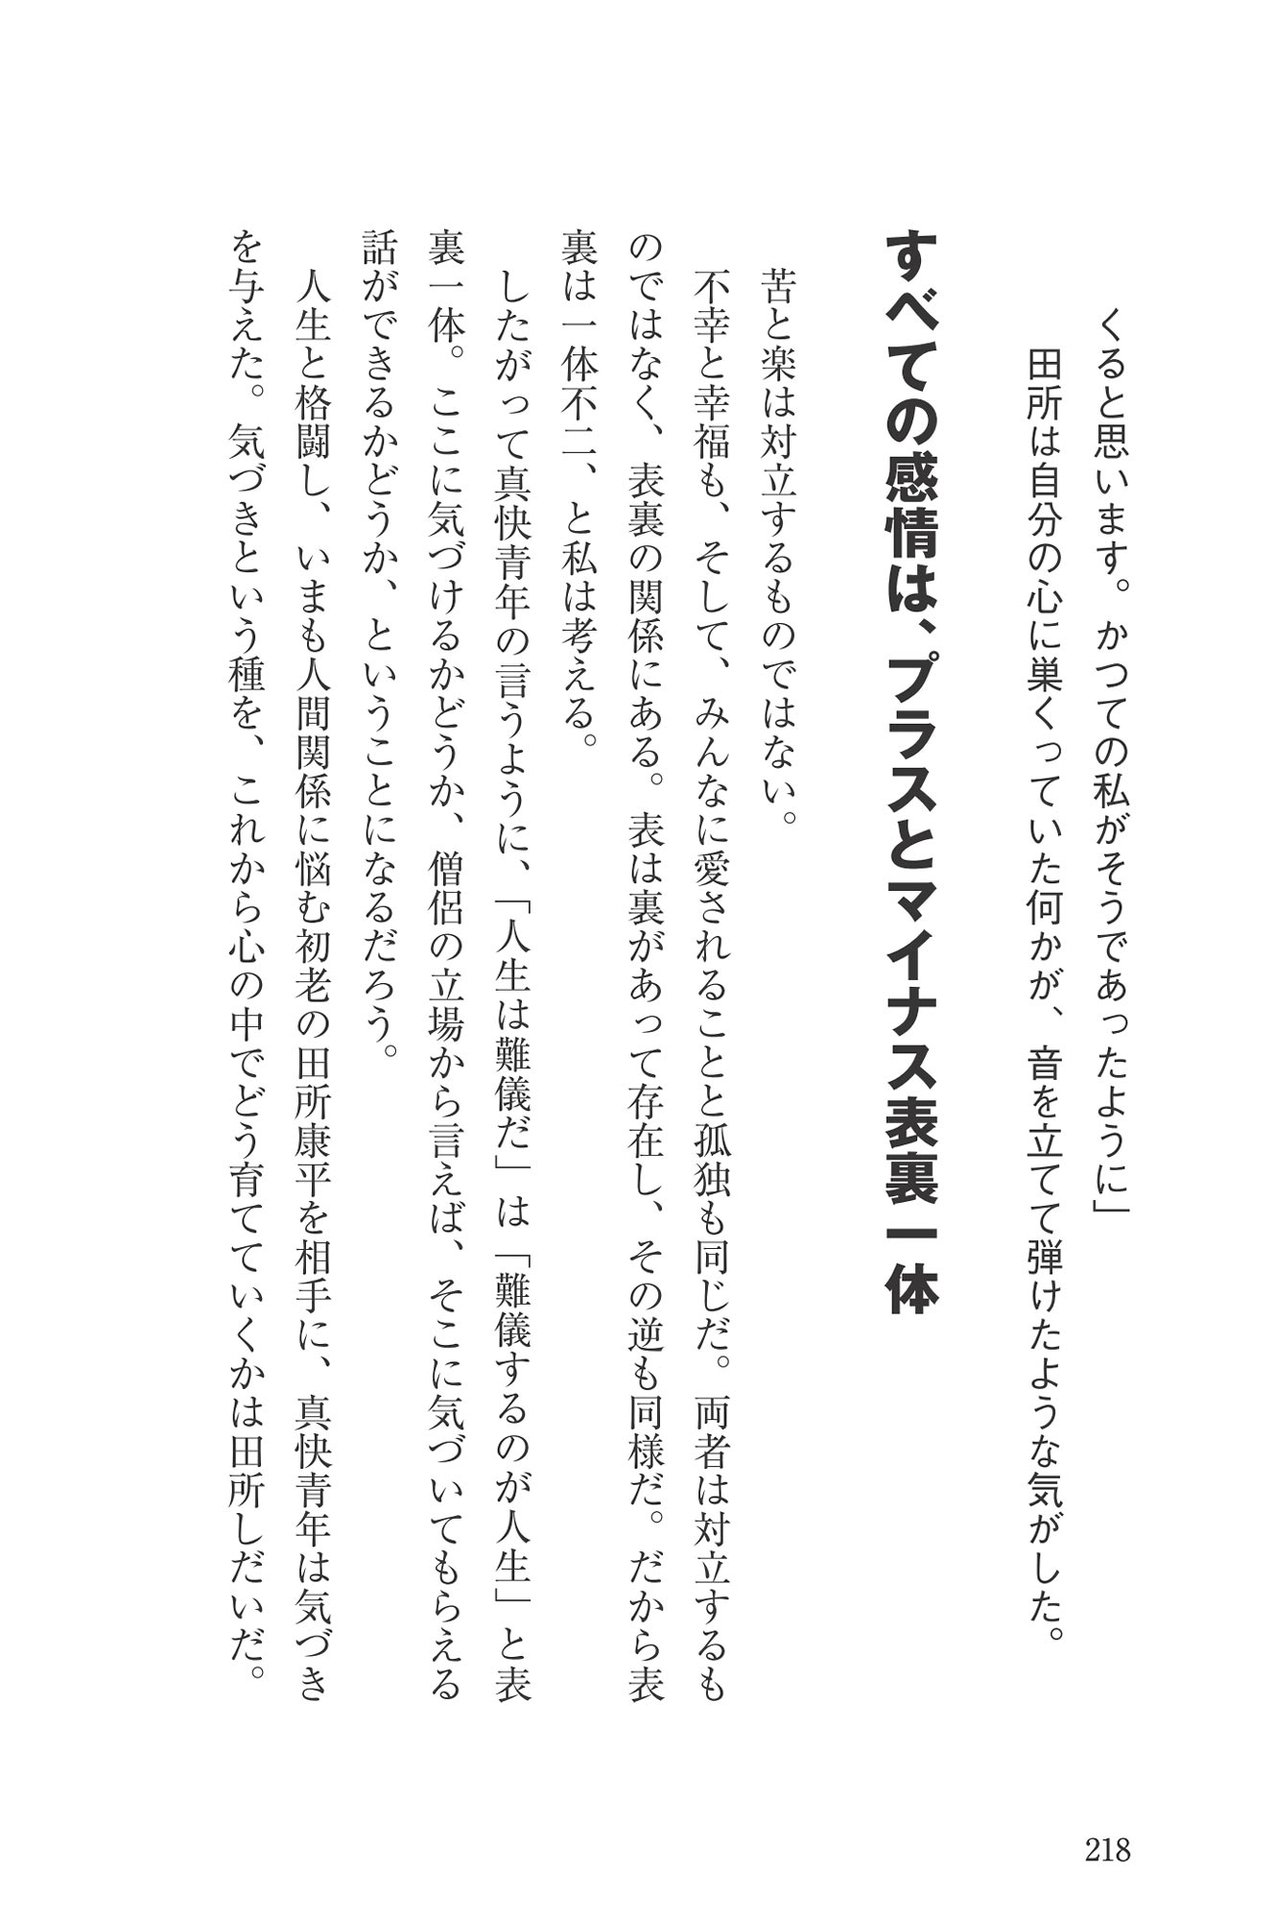 くると思います。かつての私がそうであったように」
田所は自分の心に巣くっていた何かが、音を立てて弾けたような気がした。
すべての感情は、プラスとマイナス表裏一体
苦と楽は対立するものではない。
不幸と幸福も、そして、みんなに愛されることと孤独も同じだ。両者は対立するも
のではなく、表裏の関係にある。表は裏があって存在し、その逆も同様だ。だから表
裏は一体不二、と私は考える。
したがって真快青年の言うように、「人生は難儀だ」は「難儀するのが人生」と表
裏一体。ここに気づけるかどうか、僧侶の立場から言えば、そこに気づいてもらえる
話ができるかどうか、ということになるだろう。
人生と格闘し、いまも人間関係に悩む初老の田所康平を相手に、真快青年は気づき
を与えた。気づきという種を、これから心の中でどう育てていくかは田所しだいだ。
218